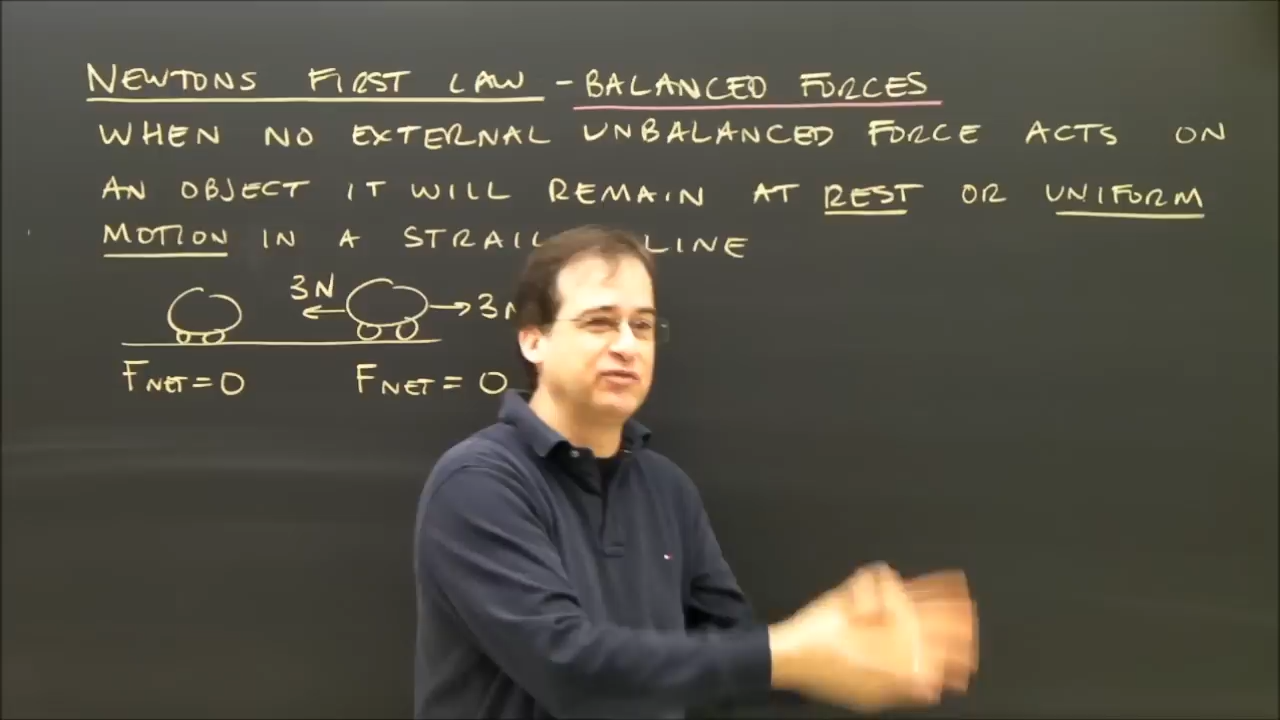 NEWTONS FIRST LAW - BALANCED FORCES
WHEN NO EXTERNAL UNBALANCED FORCE ACTS ON
AN OBJECT IT WILL REMAIN AT REST OR UNIFORM
MOTION IN A LINE
3N 3
FNET = 0 FNET = 0